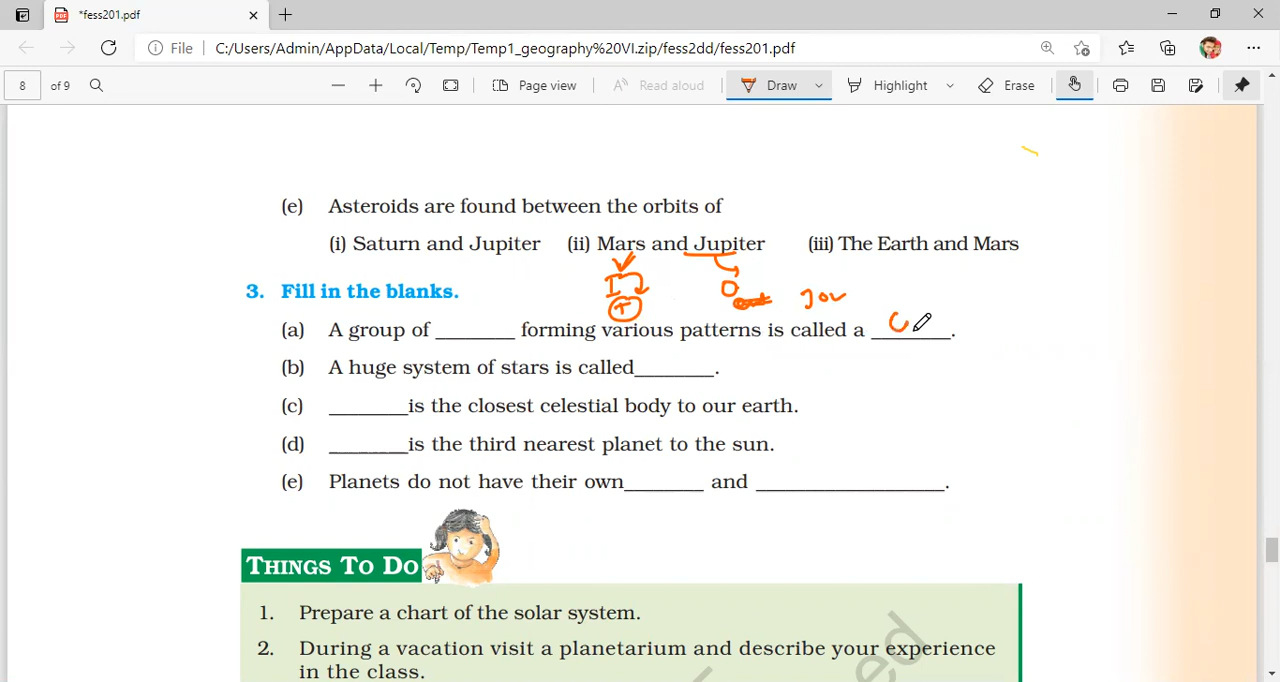 *fess201.pdf
File C:/Users/Admin/AppData/Local/Temp/Temp1_geography%20VI.zip/fess2dd/fess201.pdf
8 of 9 Page view Read aloud Draw Highlight Erase
(e) Asteroids are found between the orbits of
(i) Saturn and Jupiter (ii) Mars and Jupiter (iii) The Earth and Mars
I O
T Jov
3. Fill in the blanks.
(a) A group of ________ forming various patterns is called a ________.
C
(b) A huge system of stars is called________.
(c) ________is the closest celestial body to our earth.
(d) ________is the third nearest planet to the sun.
(e) Planets do not have their own________ and ___________________.
THINGS TO DO
1. Prepare a chart of the solar system.
2. During a vacation visit a planetarium and describe your experience
in the class.